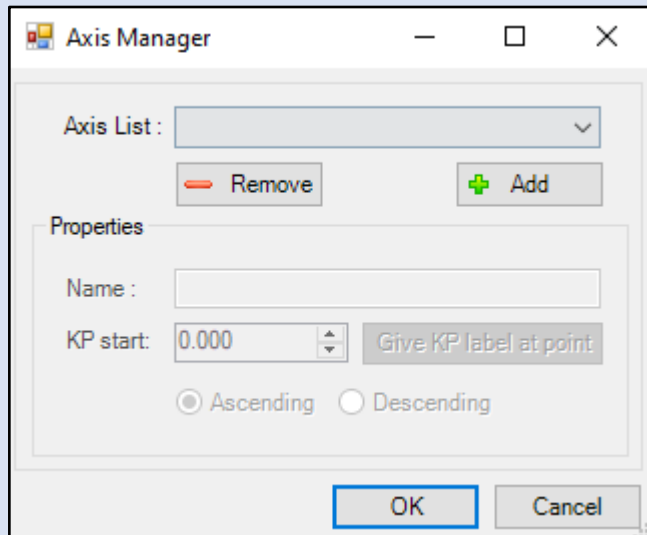 Axis Manager
Axis List :
Remove Add
Properties
Name :
KP start: 0.000 Give KP label at point
Ascending Descending
OK Cancel